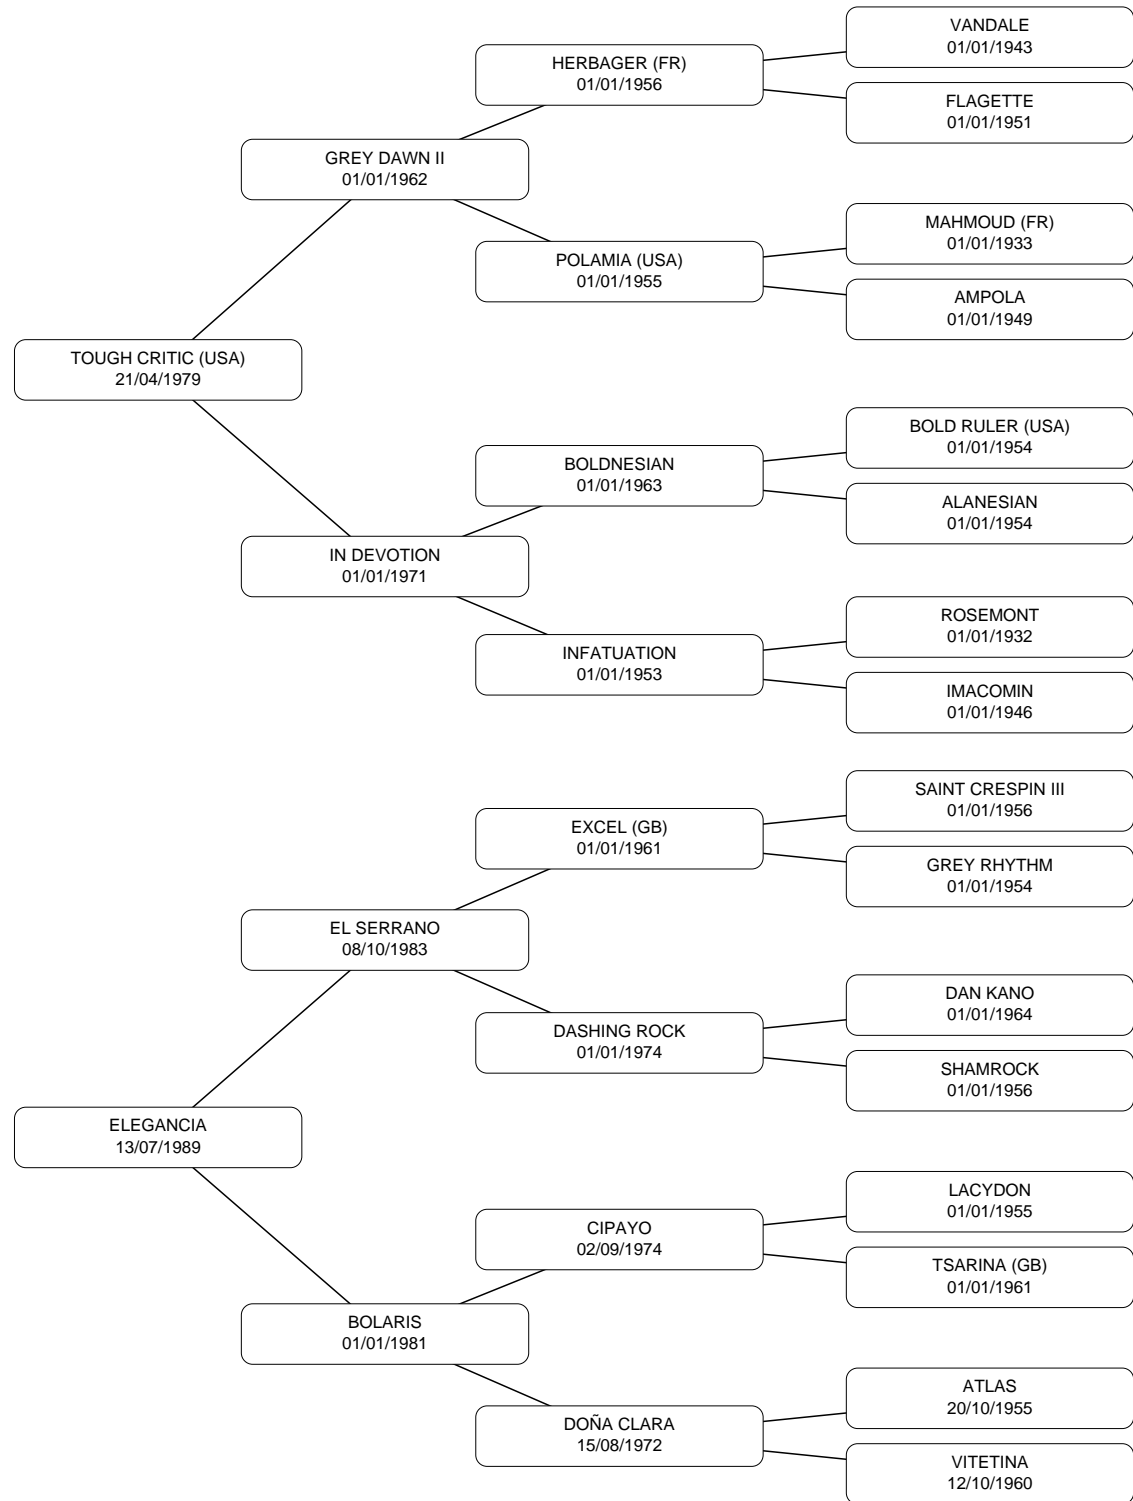 VANDALE
01/01/1943
HERBAGER (FR)
01/01/1956
FLAGETTE
01/01/1951
GREY DAWN II
01/01/1962
MAHMOUD (FR)
01/01/1933
POLAMIA (USA)
01/01/1955
AMPOLA
01/01/1949
TOUGH CRITIC (USA)
21/04/1979
BOLD RULER (USA)
01/01/1954
BOLDNESIAN
01/01/1963
ALANESIAN
01/01/1954
IN DEVOTION
01/01/1971
ROSEMONT
01/01/1932
INFATUATION
01/01/1953
IMACOMIN
01/01/1946
SAINT CRESPIN III
01/01/1956
EXCEL (GB)
01/01/1961
GREY RHYTHM
01/01/1954
EL SERRANO
08/10/1983
DAN KANO
01/01/1964
DASHING ROCK
01/01/1974
SHAMROCK
01/01/1956
ELEGANCIA
13/07/1989
LACYDON
01/01/1955
CIPAYO
02/09/1974
TSARINA (GB)
01/01/1961
BOLARIS
01/01/1981
ATLAS
20/10/1955
DOÑA CLARA
15/08/1972
VITETINA
12/10/1960